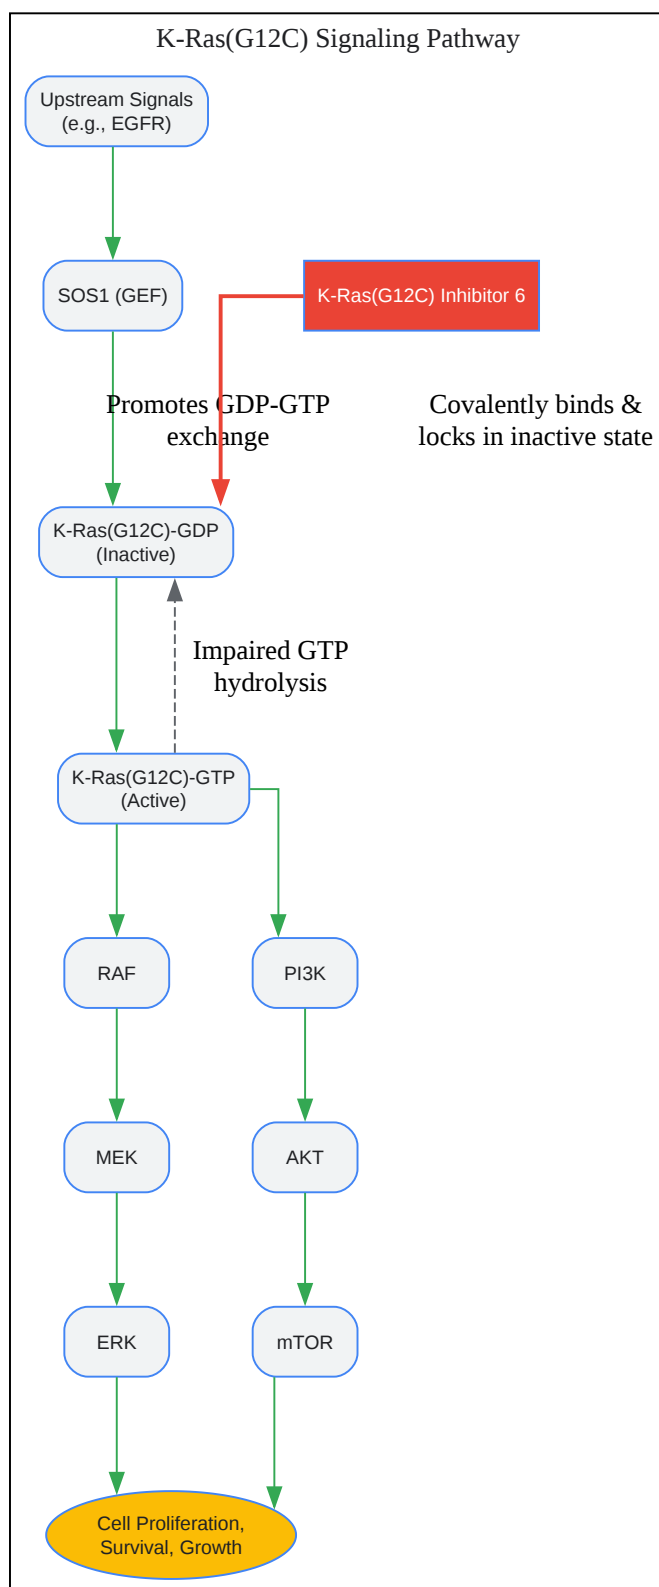 K-Ras(G12C) Signaling Pathway
Upstream Signals
(e.g., EGFR)
SOS1 (GEF)
K-Ras(G12C) Inhibitor 6
Promotes GDP-GTP
exchange
Covalently binds &
locks in inactive state
K-Ras(G12C)-GDP
(Inactive)
Impaired GTP
hydrolysis
K-Ras(G12C)-GTP
(Active)
RAF
PI3K
MEK
AKT
ERK
mTOR
Cell Proliferation,
Survival, Growth